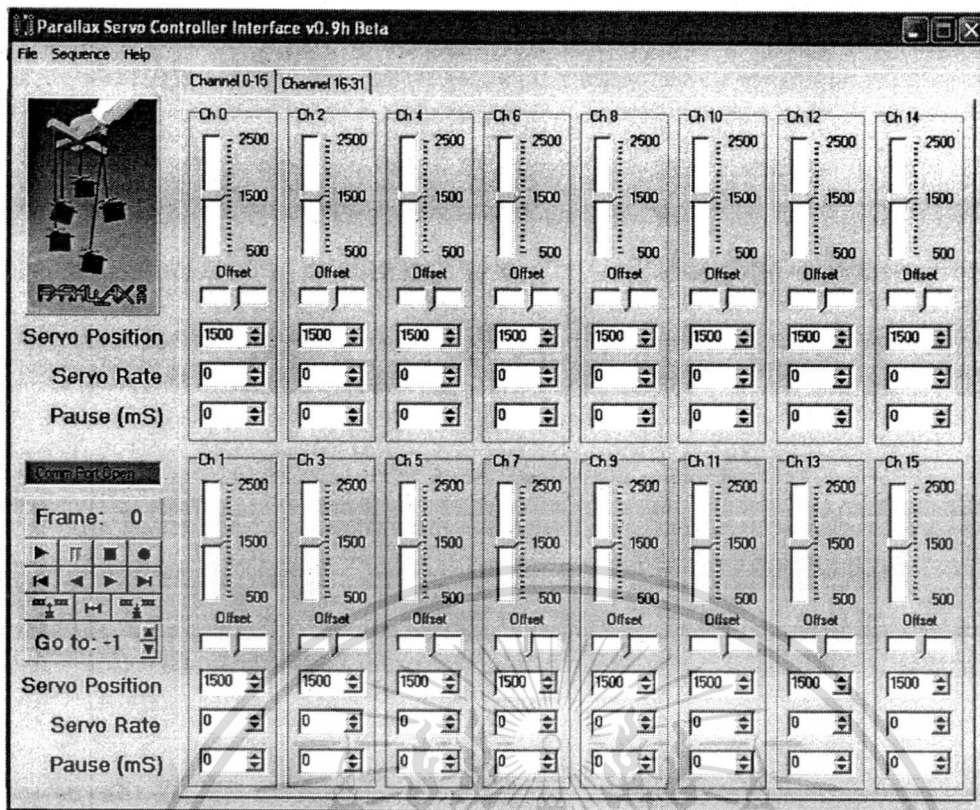 Parallax Servo Controller Interface v0.9h Beta
File Sequence Help
Channel 0-15 Channel 16-31
Ch 0 Ch 2 Ch 4 Ch 6 Ch 8 Ch 10 Ch 12 Ch 14
2500 2500 2500 2500 2500 2500 2500 2500
1500 1500 1500 1500 1500 1500 1500 1500
500 500 500 500 500 500 500 500
Offset Offset Offset Offset Offset Offset Offset Offset
PARALLAX
Servo Position 1500 1500 1500 1500 1500 1500 1500 1500
Servo Rate 0 0 0 0 0 0 0 0
Pause (mS) 0 0 0 0 0 0 0 0
Comm Port Open
Ch 1 Ch 3 Ch 5 Ch 7 Ch 9 Ch 11 Ch 13 Ch 15
2500 2500 2500 2500 2500 2500 2500 2500
Frame: 0
1500 1500 1500 1500 1500 1500 1500 1500
500 500 500 500 500 500 500 500
Offset Offset Offset Offset Offset Offset Offset Offset
Go to: -1
Servo Position 1500 1500 1500 1500 1500 1500 1500 1500
Servo Rate 0 0 0 0 0 0 0 0
Pause (mS) 0 0 0 0 0 0 0 0